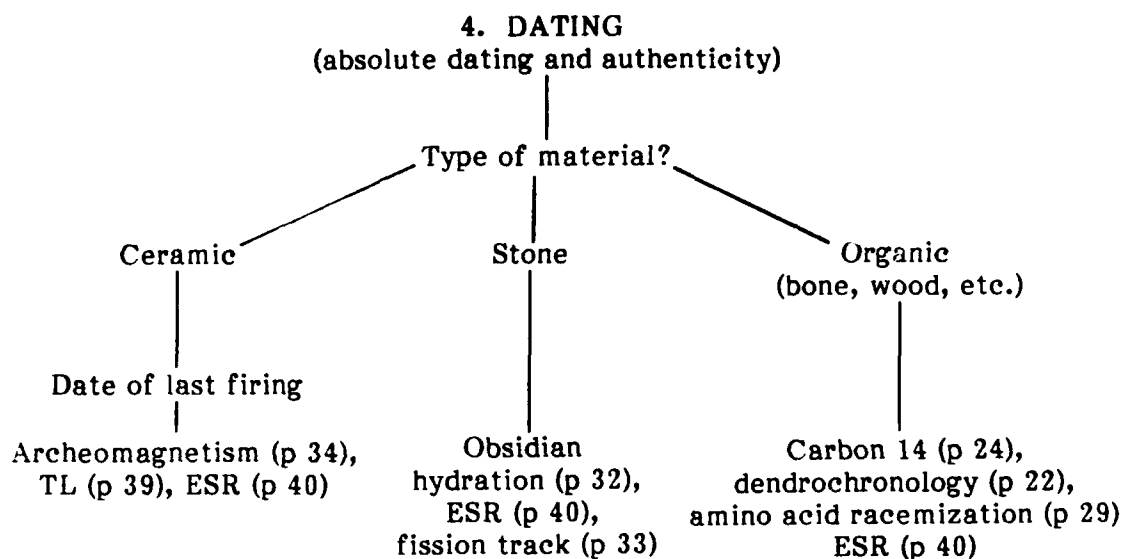 4. DATING
(absolute dating and authenticity)
Type of material?
Ceramic
Stone
Organic
(bone, wood, etc.)
Date of last firing
Archeomagnetism (p 34),
TL (p 39), ESR (p 40)
Obsidian
hydration (p 32),
ESR (p 40),
fission track (p 33)
Carbon 14 (p 24),
dendrochronology (p 22),
amino acid racemization (p 29)
ESR (p 40)